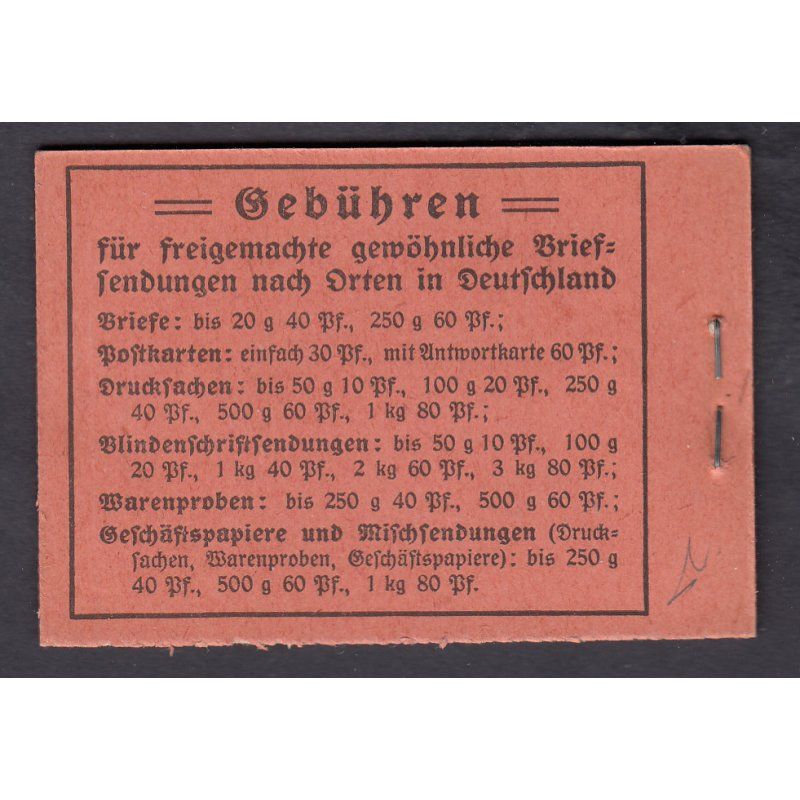 Gebühren
für freigemachte gewöhnliche Brief=
sendungen nach Orten in Deutschland
Briefe: bis 20 g 40 Pf., 250 g 60 Pf.;
Postkarten: einfach 30 Pf., mit Antwortkarte 60 Pf.;
Drucksachen: bis 50 g 10 Pf., 100 g 20 Pf., 250 g
40 Pf., 500 g 60 Pf., 1 kg 80 Pf.;
Blindenschriftsendungen: bis 50 g 10 Pf., 100 g
20 Pf., 1 kg 40 Pf., 2 kg 60 Pf., 3 kg 80 Pf.;
Warenproben: bis 250 g 40 Pf., 500 g 60 Pf.;
Geschäftspapiere und Mischsendungen (Druck=
sachen, Warenproben, Geschäftspapiere): bis 250 g
40 Pf., 500 g 60 Pf., 1 kg 80 Pf.